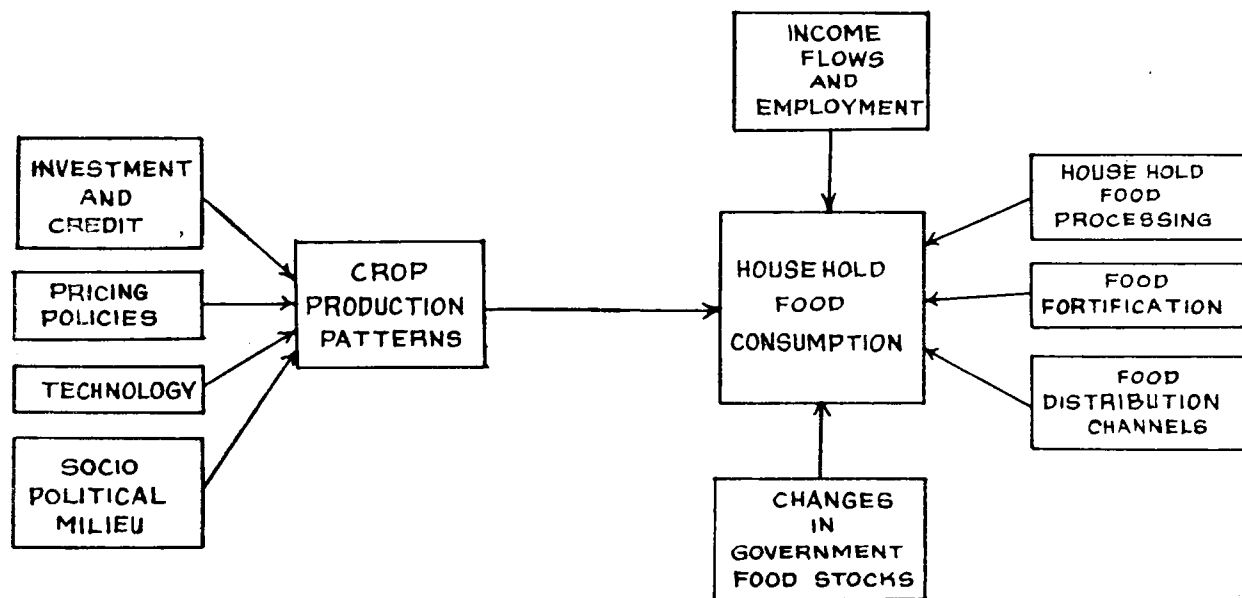 INCOME
FLOWS
AND
EMPLOYMENT
INVESTMENT
AND
CREDIT ,
PRICING
POLICIES
TECHNOLOGY
SOCIO
POLITICAL
MILIEU
CROP
PRODUCTION
PATTERNS
HOUSE HOLD
FOOD
CONSUMPTION
HOUSE HOLD
FOOD
PROCESSING
FOOD
FORTIFICATION
FOOD
DISTRIBUTION
CHANNELS
CHANGES
IN
GOVERNMENT
FOOD STOCKS